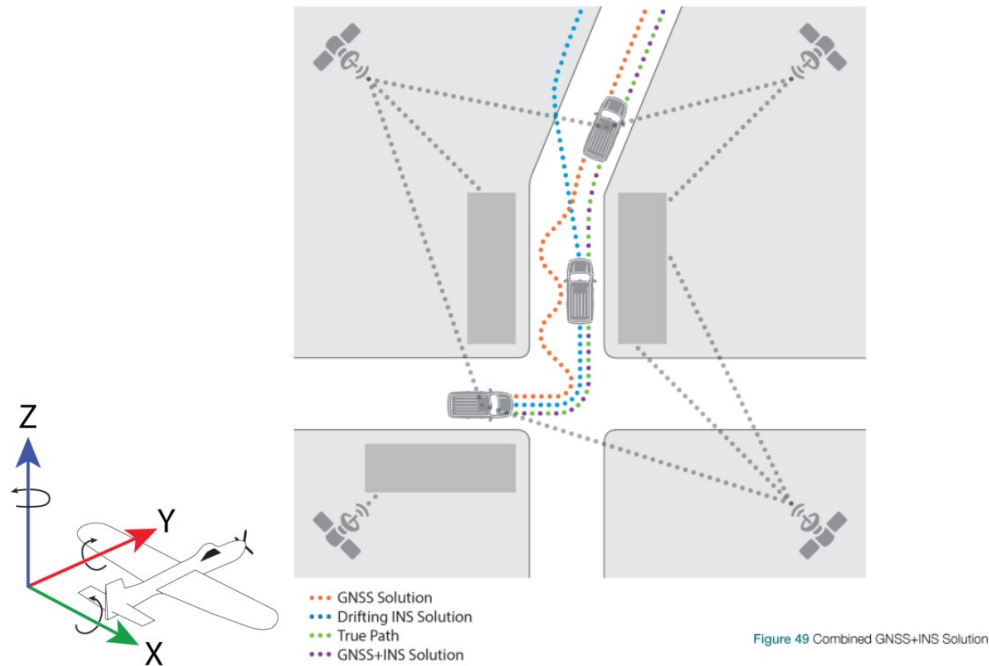 Z
Y
X
GNSS Solution
Drifting INS Solution
True Path
GNSS+INS Solution
Figure 49 Combined GNSS+INS Solution